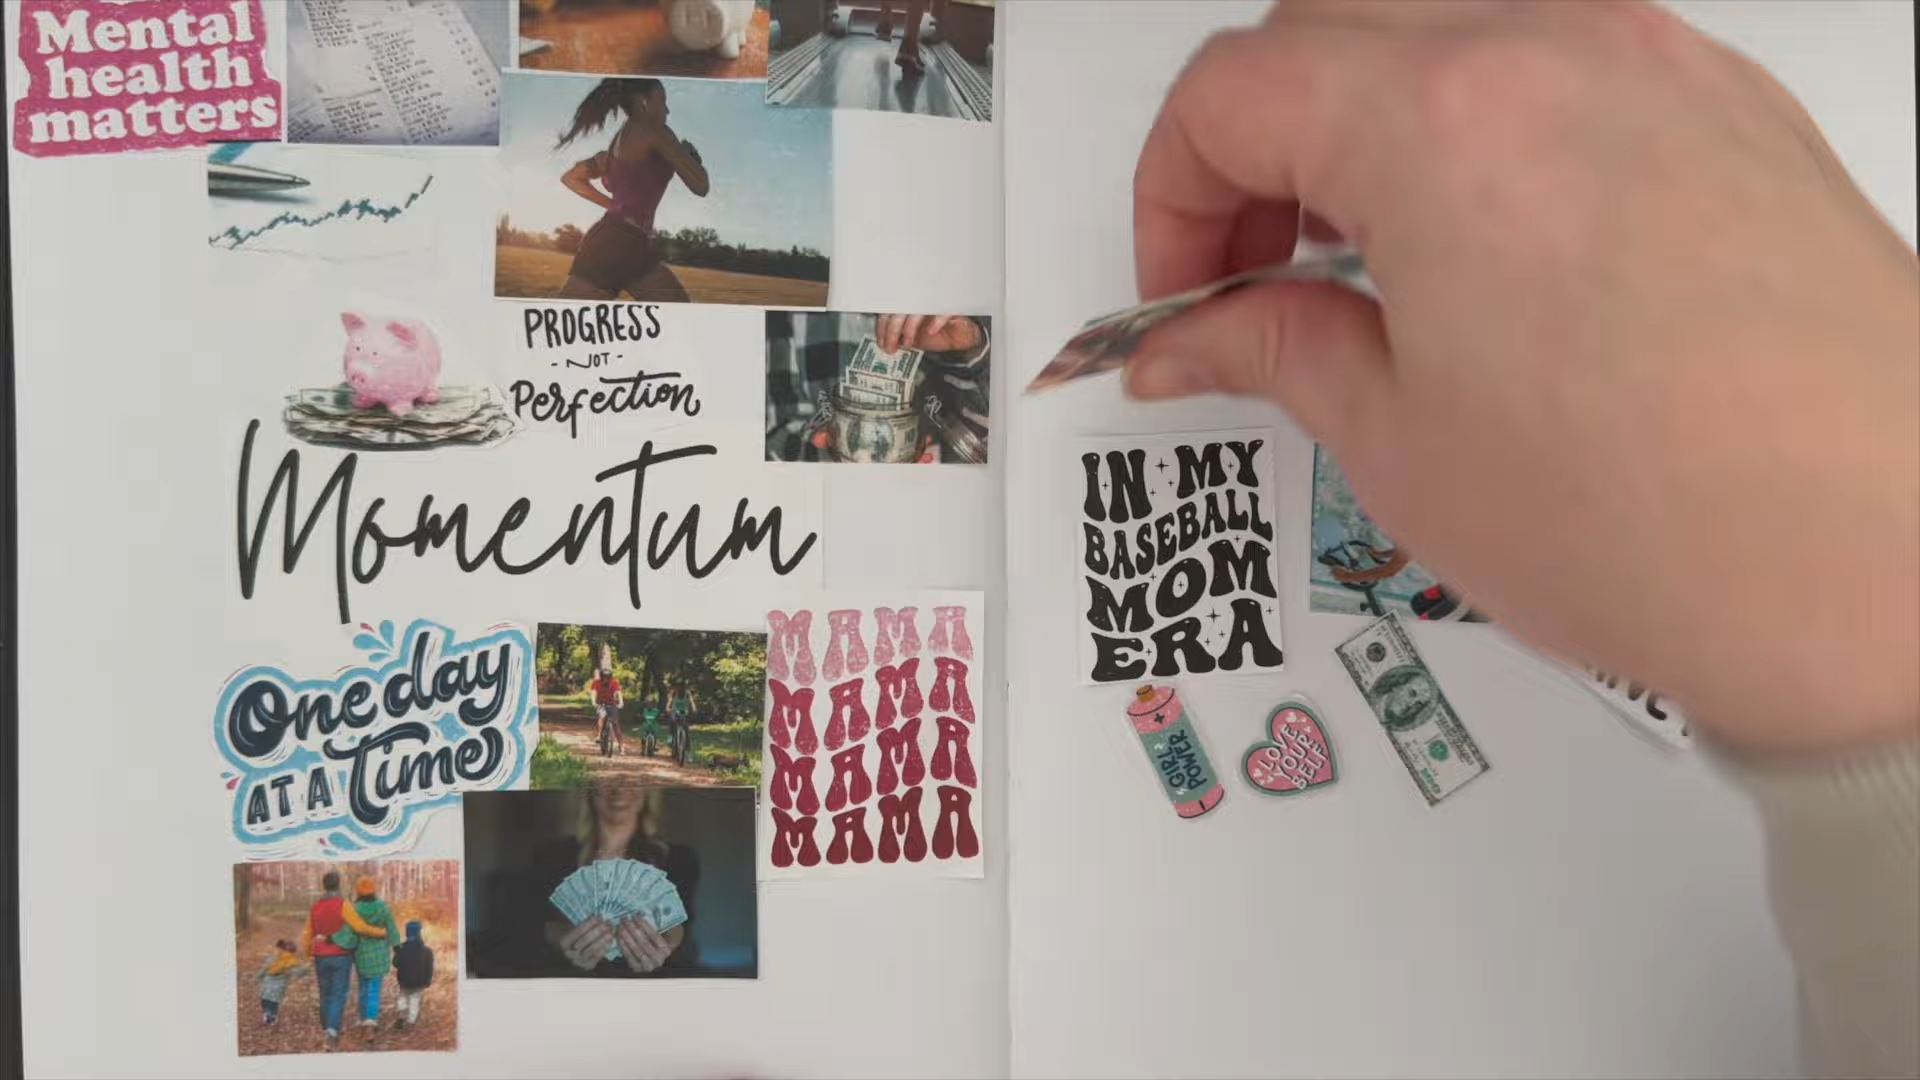 Mental
health
matters
PROGRESS
- NOT -
Perfection
Momentum
One day
AT A Time
MAMA
MAMA
MAMA
MAMA
IN MY
BASEBALL
MOM
ERA
GIRL
POWER
LOVE
YOUR
SELF